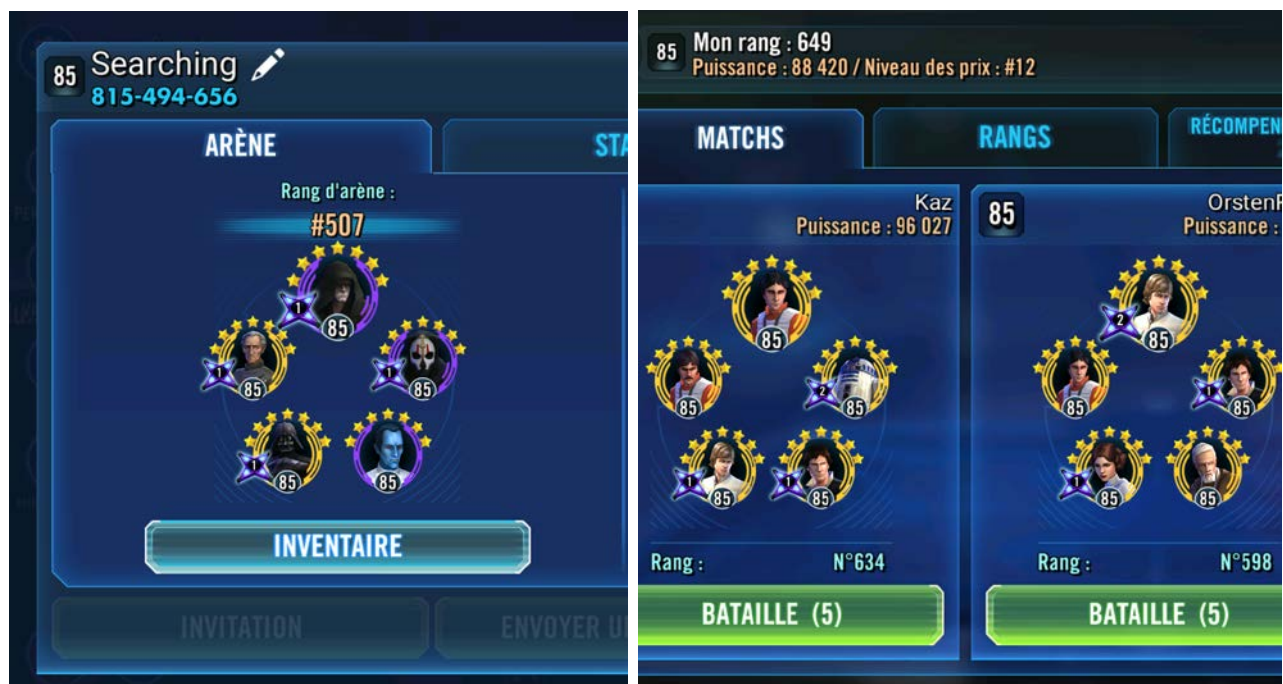 85 Searching
815-494-656
ARÈNE
STA
Rang d'arène :
#507
1
85
1
85
1
85
1
85
85
INVENTAIRE
INVITATION
ENVOYER U
85
Mon rang : 649
Puissance : 88 420 / Niveau des prix : #12
MATCHS
RANGS
RÉCOMPEN
Kaz
Puissance : 96 027
85
85
2
85
1
85
1
85
Rang :
N°634
BATAILLE (5)
85
Orsten
Puissance :
2
85
85
1
85
1
85
85
Rang :
N°598
BATAILLE (5)